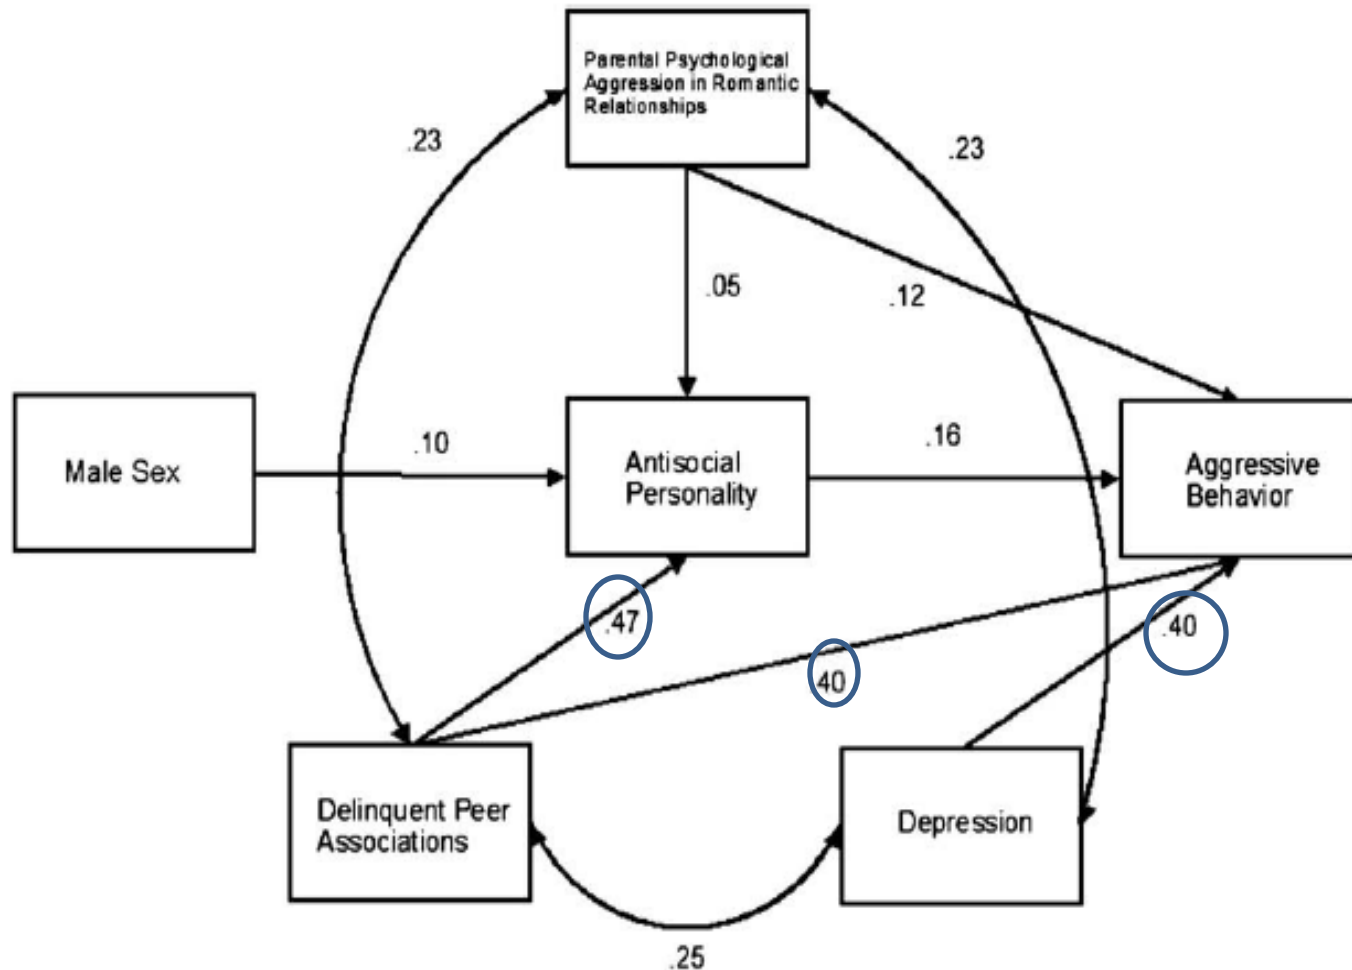 Parental Psychological
Aggression in Romantic
Relationships
.23
.23
.05
.12
Male Sex
.10
Antisocial
Personality
.16
Aggressive
Behavior
.47
.40
.40
Delinquent Peer
Associations
Depression
.25